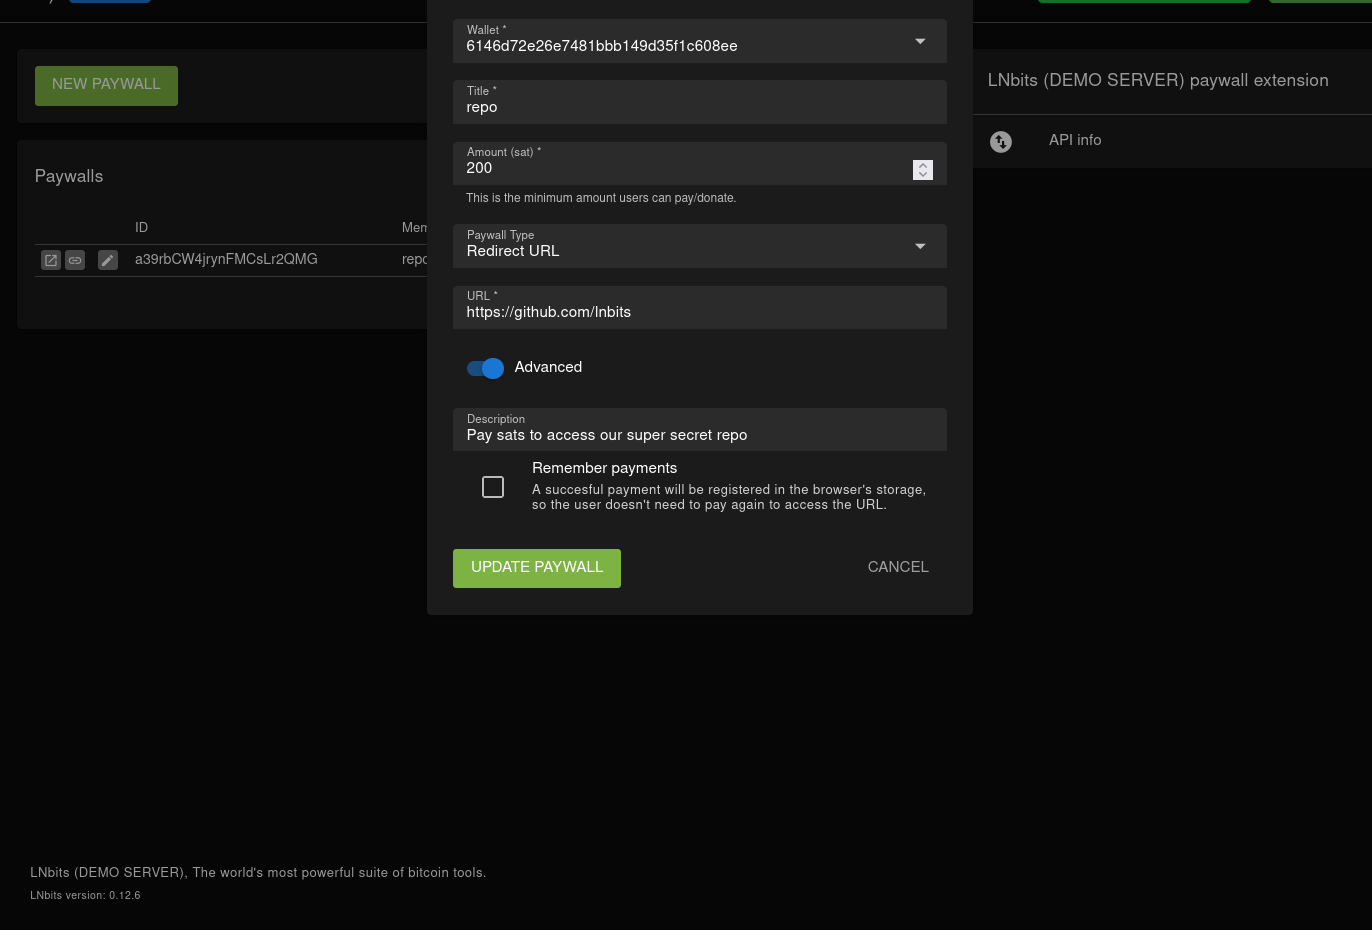 Wallet *
6146d72e26e7481bbb149d35f1c608ee
Title *
repo
Amount (sat) *
200
This is the minimum amount users can pay/donate.
Paywall Type
Redirect URL
URL *
https://github.com/lnbits
Advanced
Description
Pay sats to access our super secret repo
Remember payments
A succesful payment will be registered in the browser's storage,
so the user doesn't need to pay again to access the URL.
UPDATE PAYWALL
CANCEL
NEW PAYWALL
Paywalls
ID
a39rbCW4jrynFMCsLr2QMG
repo
LNbits (DEMO SERVER) paywall extension
API info
LNbits (DEMO SERVER), The world's most powerful suite of bitcoin tools.
LNbits version: 0.12.6